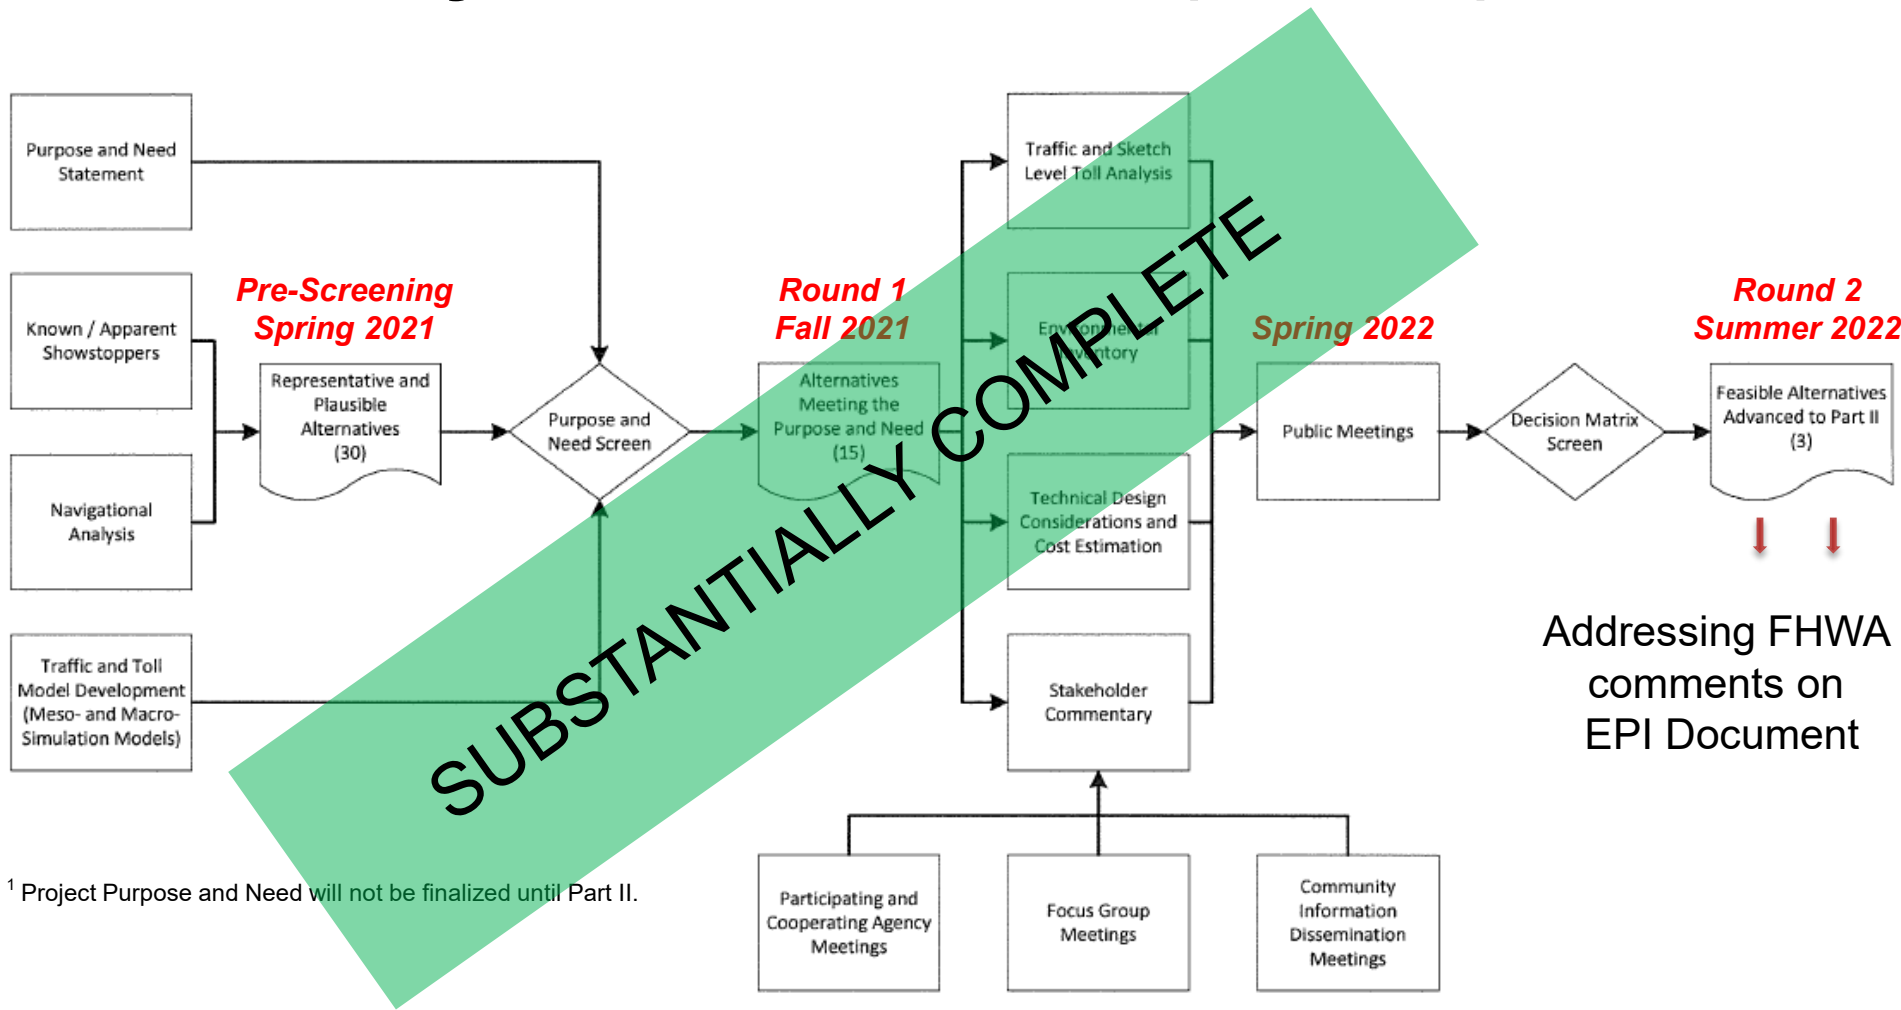 Purpose and Need
Statement
Known / Apparent
Showstoppers
Navigational
Analysis
Traffic and Toll
Model Development
(Meso- and Macro-
Simulation Models)
Pre-Screening
Spring 2021
Representative and
Plausible
Alternatives
(30)
Purpose and
Need Screen
Round 1
Fall 2021
Alternatives
Meeting the
Purpose and Need
(15)
Traffic and Sketch
Level Toll Analysis
Environmental
Inventory
Technical Design
Considerations and
Cost Estimation
Stakeholder
Commentary
Participating and
Cooperating Agency
Meetings
Focus Group
Meetings
Community
Information
Dissemination
Meetings
Spring 2022
Public Meetings
Decision Matrix
Screen
Round 2
Summer 2022
Feasible Alternatives
Advanced to Part II
(3)
Addressing FHWA
comments on
EPI Document
SUBSTANTIALLY COMPLETE
1 Project Purpose and Need will not be finalized until Part II.